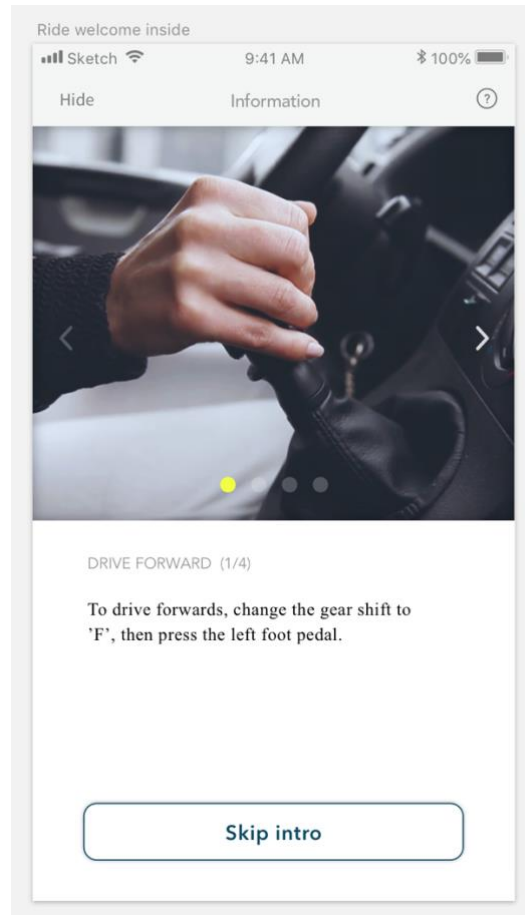 Ride welcome inside
Sketch 9:41 AM 100%
Hide Information ?
DRIVE FORWARD (1/4)
To drive forwards, change the gear shift to
’F’, then press the left foot pedal.
Skip intro